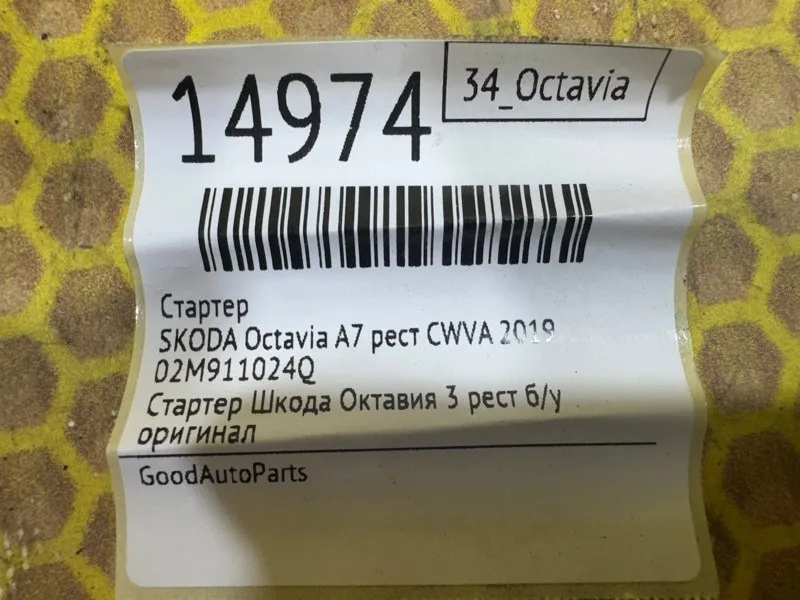 14974
34_Octavia
Стартер
SKODA Octavia A7 рест CWVA 2019
02M911024Q
Стартер Шкода Октавия 3 рест б/у
оригинал
GoodAutoParts